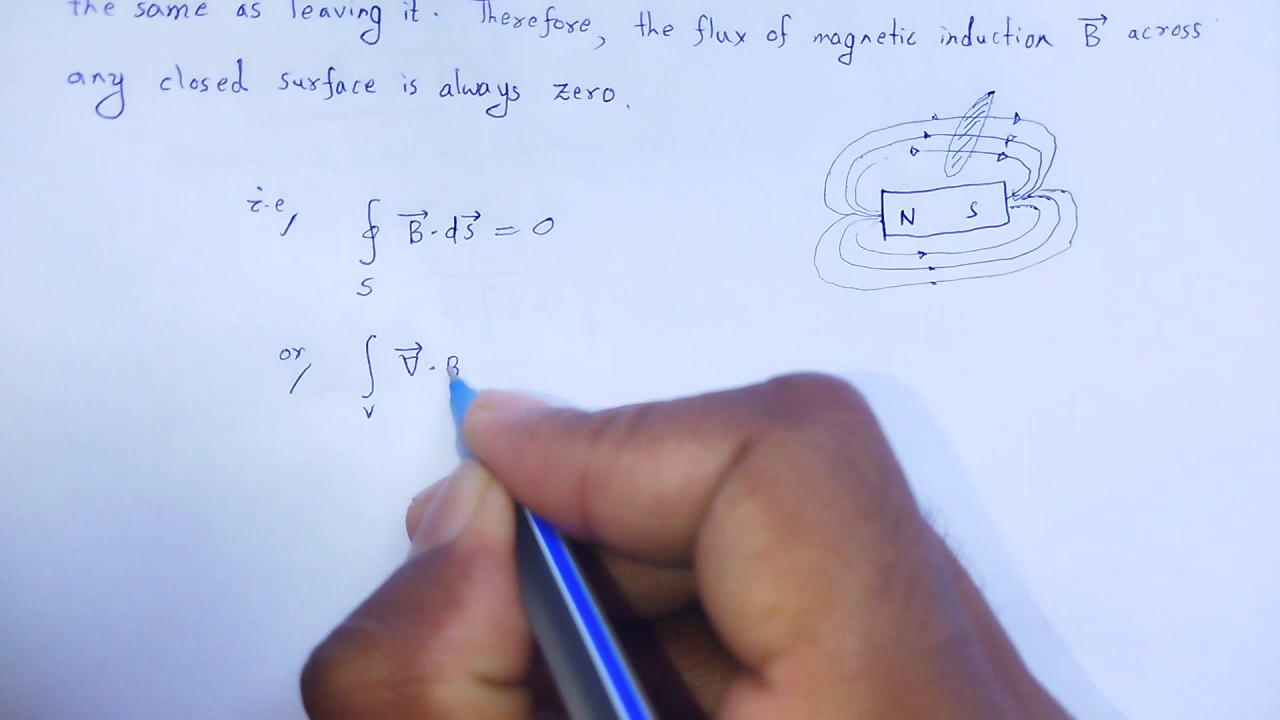 the same as leaving it. Therefore, the flux of magnetic induction B⃗ across
any closed surface is always zero.
N S
i.e, ∮ B⃗·dS⃗ = 0
S
or, ∫ ∇⃗·B
V